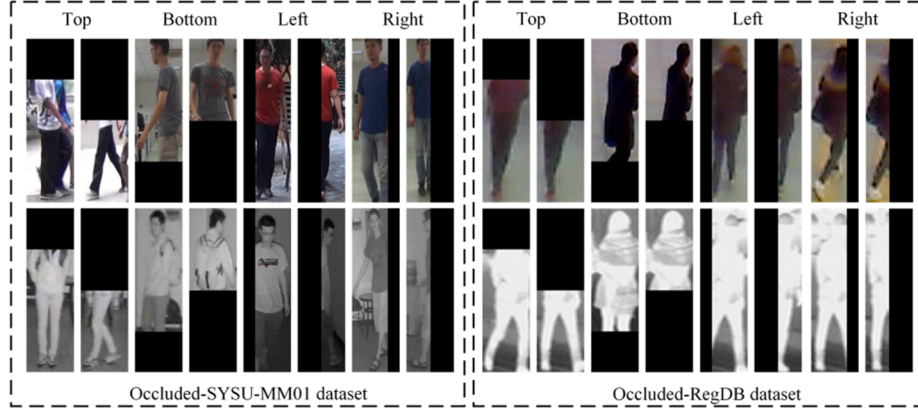 Top Bottom Left Right
Top Bottom Left Right
Occluded-SYSU-MM01 dataset
Occluded-RegDB dataset